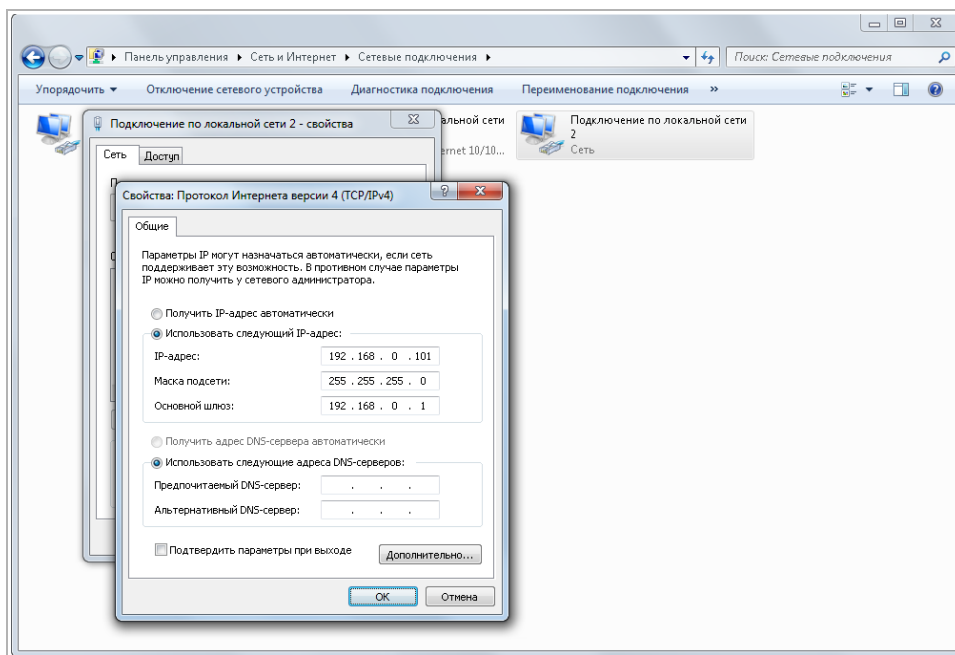 Панель управления ▸ Сеть и Интернет ▸ Сетевые подключения ▸
Поиск: Сетевые подключения
Упорядочить ▾ Отключение сетевого устройства Диагностика подключения Переименование подключения »
Подключение по локальной сети 2 - свойства
Сеть Доступ
ernet 10/10...
Подключение по локальной сети
2
Сеть
Свойства: Протокол Интернета версии 4 (TCP/IPv4)
Общие
Параметры IP могут назначаться автоматически, если сеть
поддерживает эту возможность. В противном случае параметры
IP можно получить у сетевого администратора.
Получить IP-адрес автоматически
Использовать следующий IP-адрес:
IP-адрес: 192 . 168 . 0 . 101
Маска подсети: 255 . 255 . 255 . 0
Основной шлюз: 192 . 168 . 0 . 1
Получить адрес DNS-сервера автоматически
Использовать следующие адреса DNS-серверов:
Предпочитаемый DNS-сервер: . . .
Альтернативный DNS-сервер: . . .
Подтвердить параметры при выходе
Дополнительно...
OK Отмена